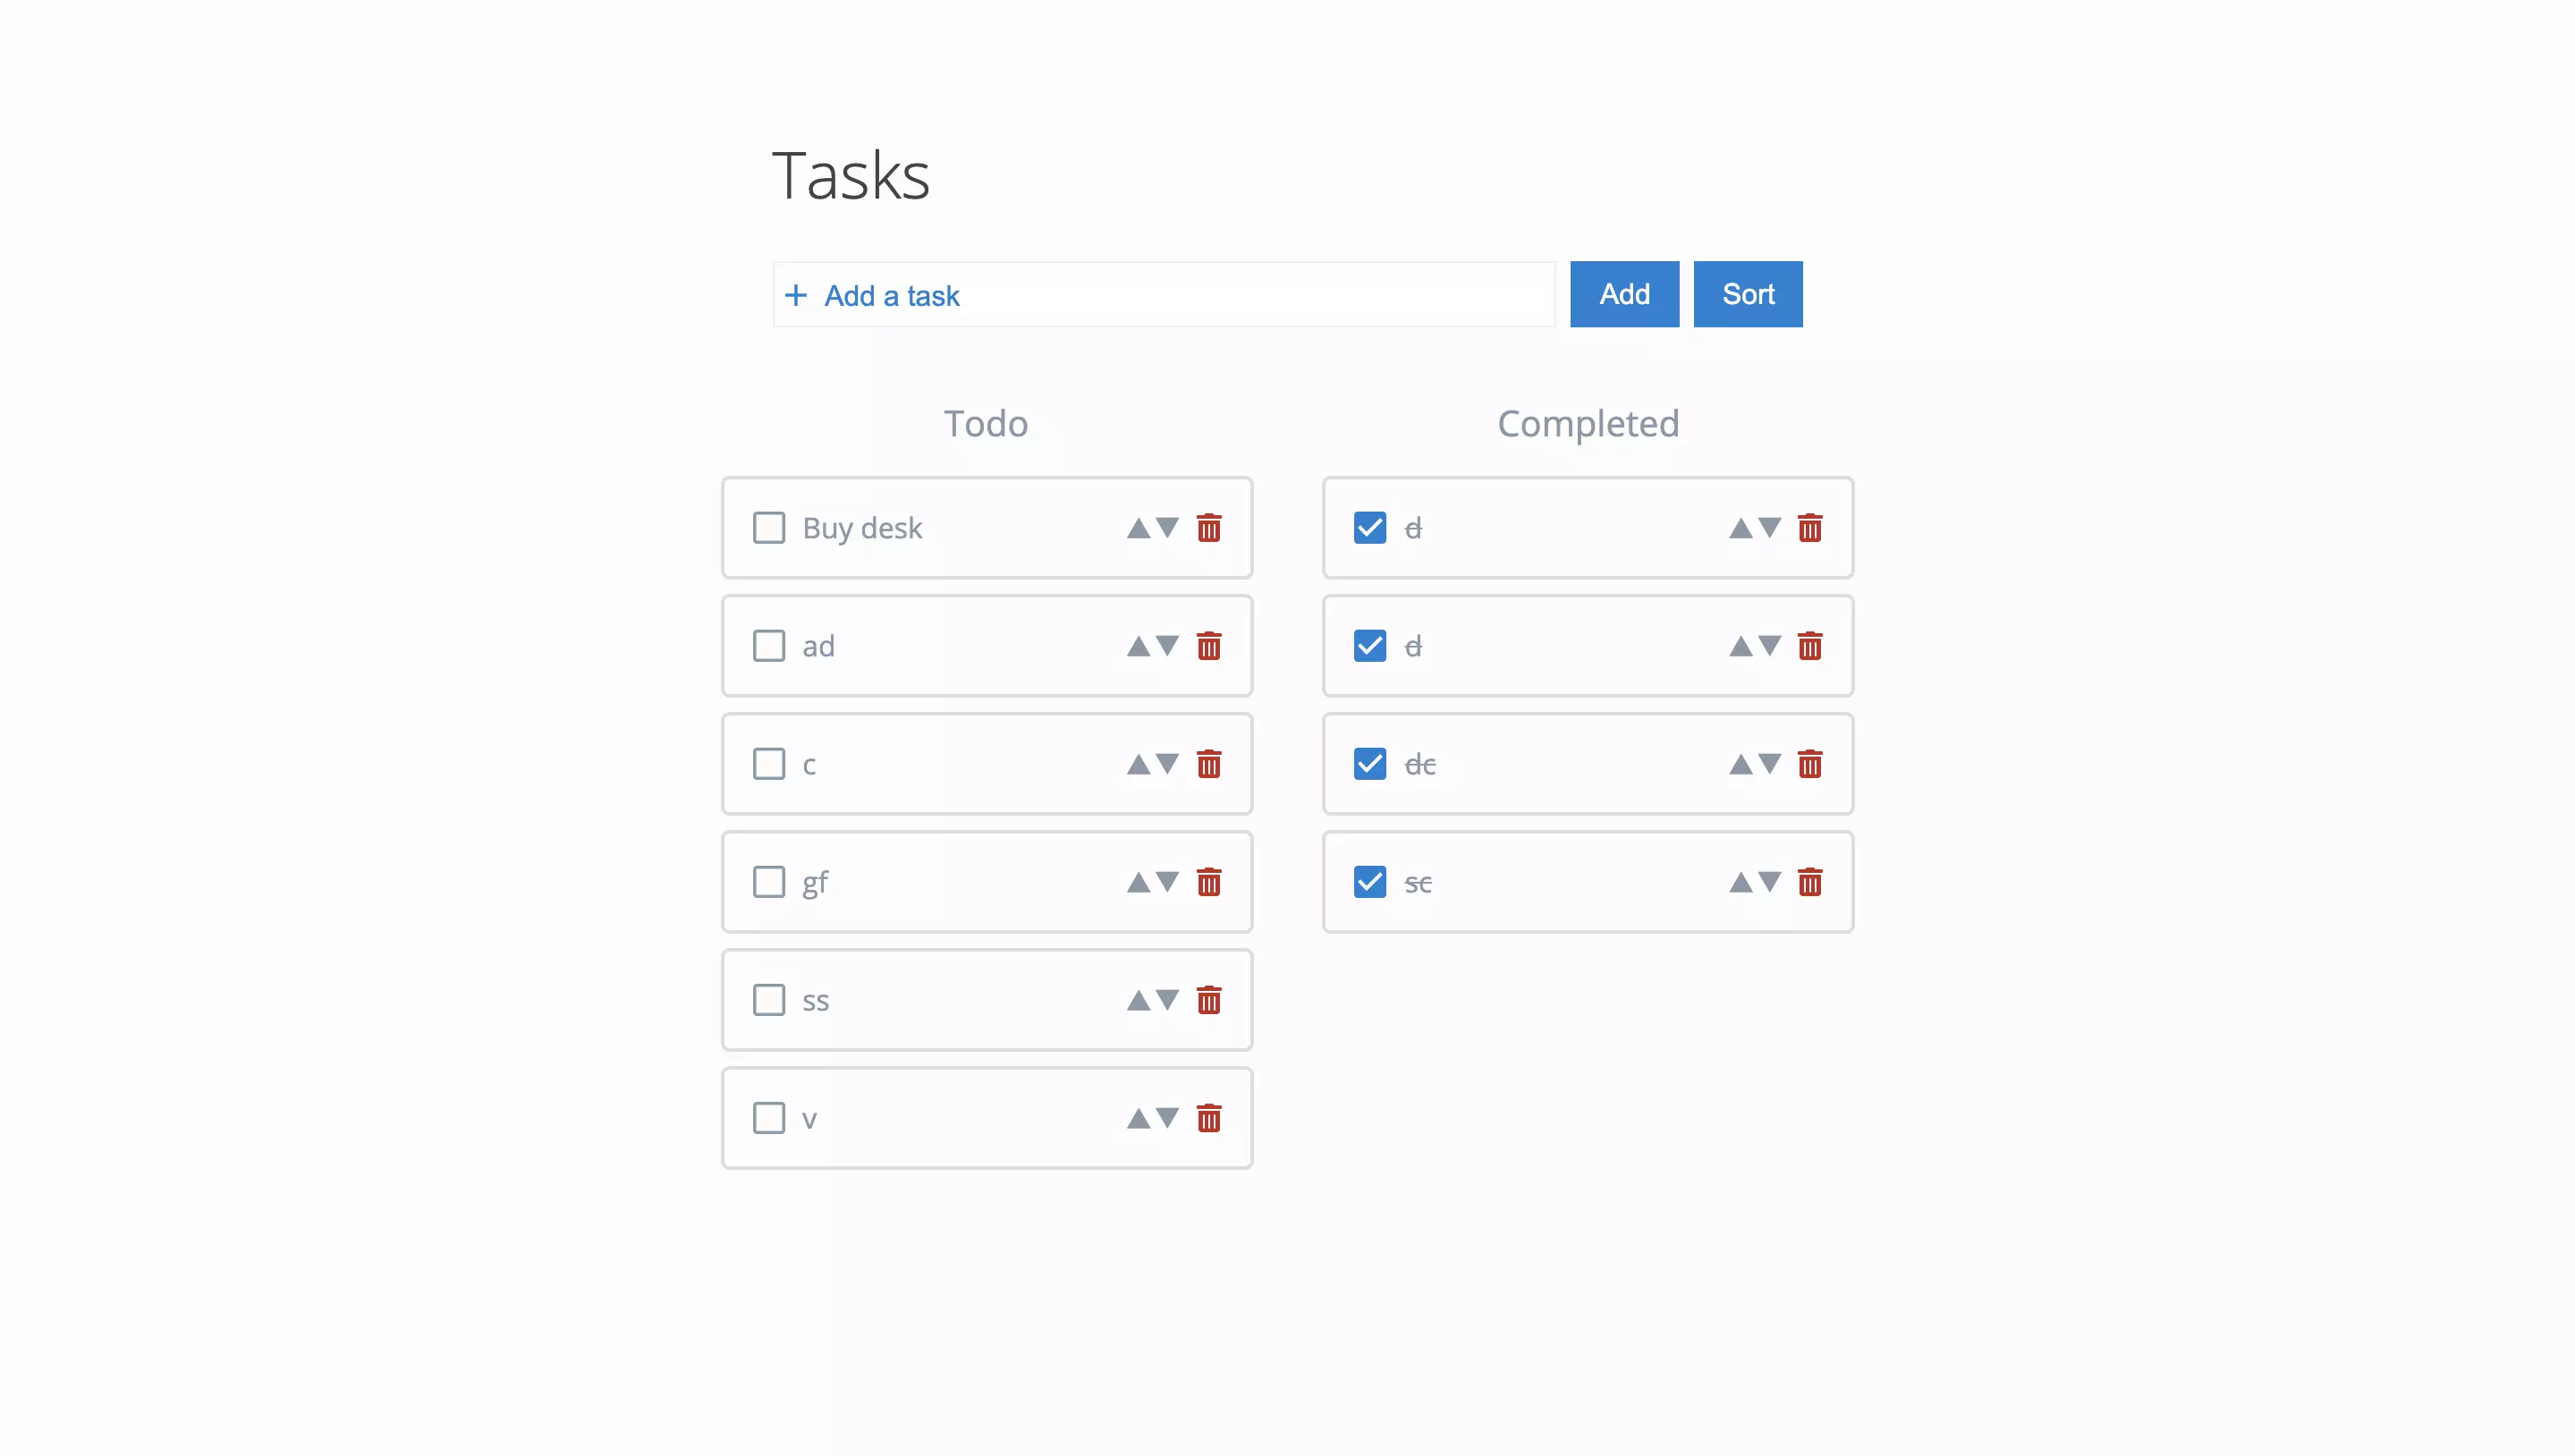 Tasks
+ Add a task
Add
Sort
Todo
Completed
Buy desk
ad
c
gf
ss
v
d
d
dc
sc